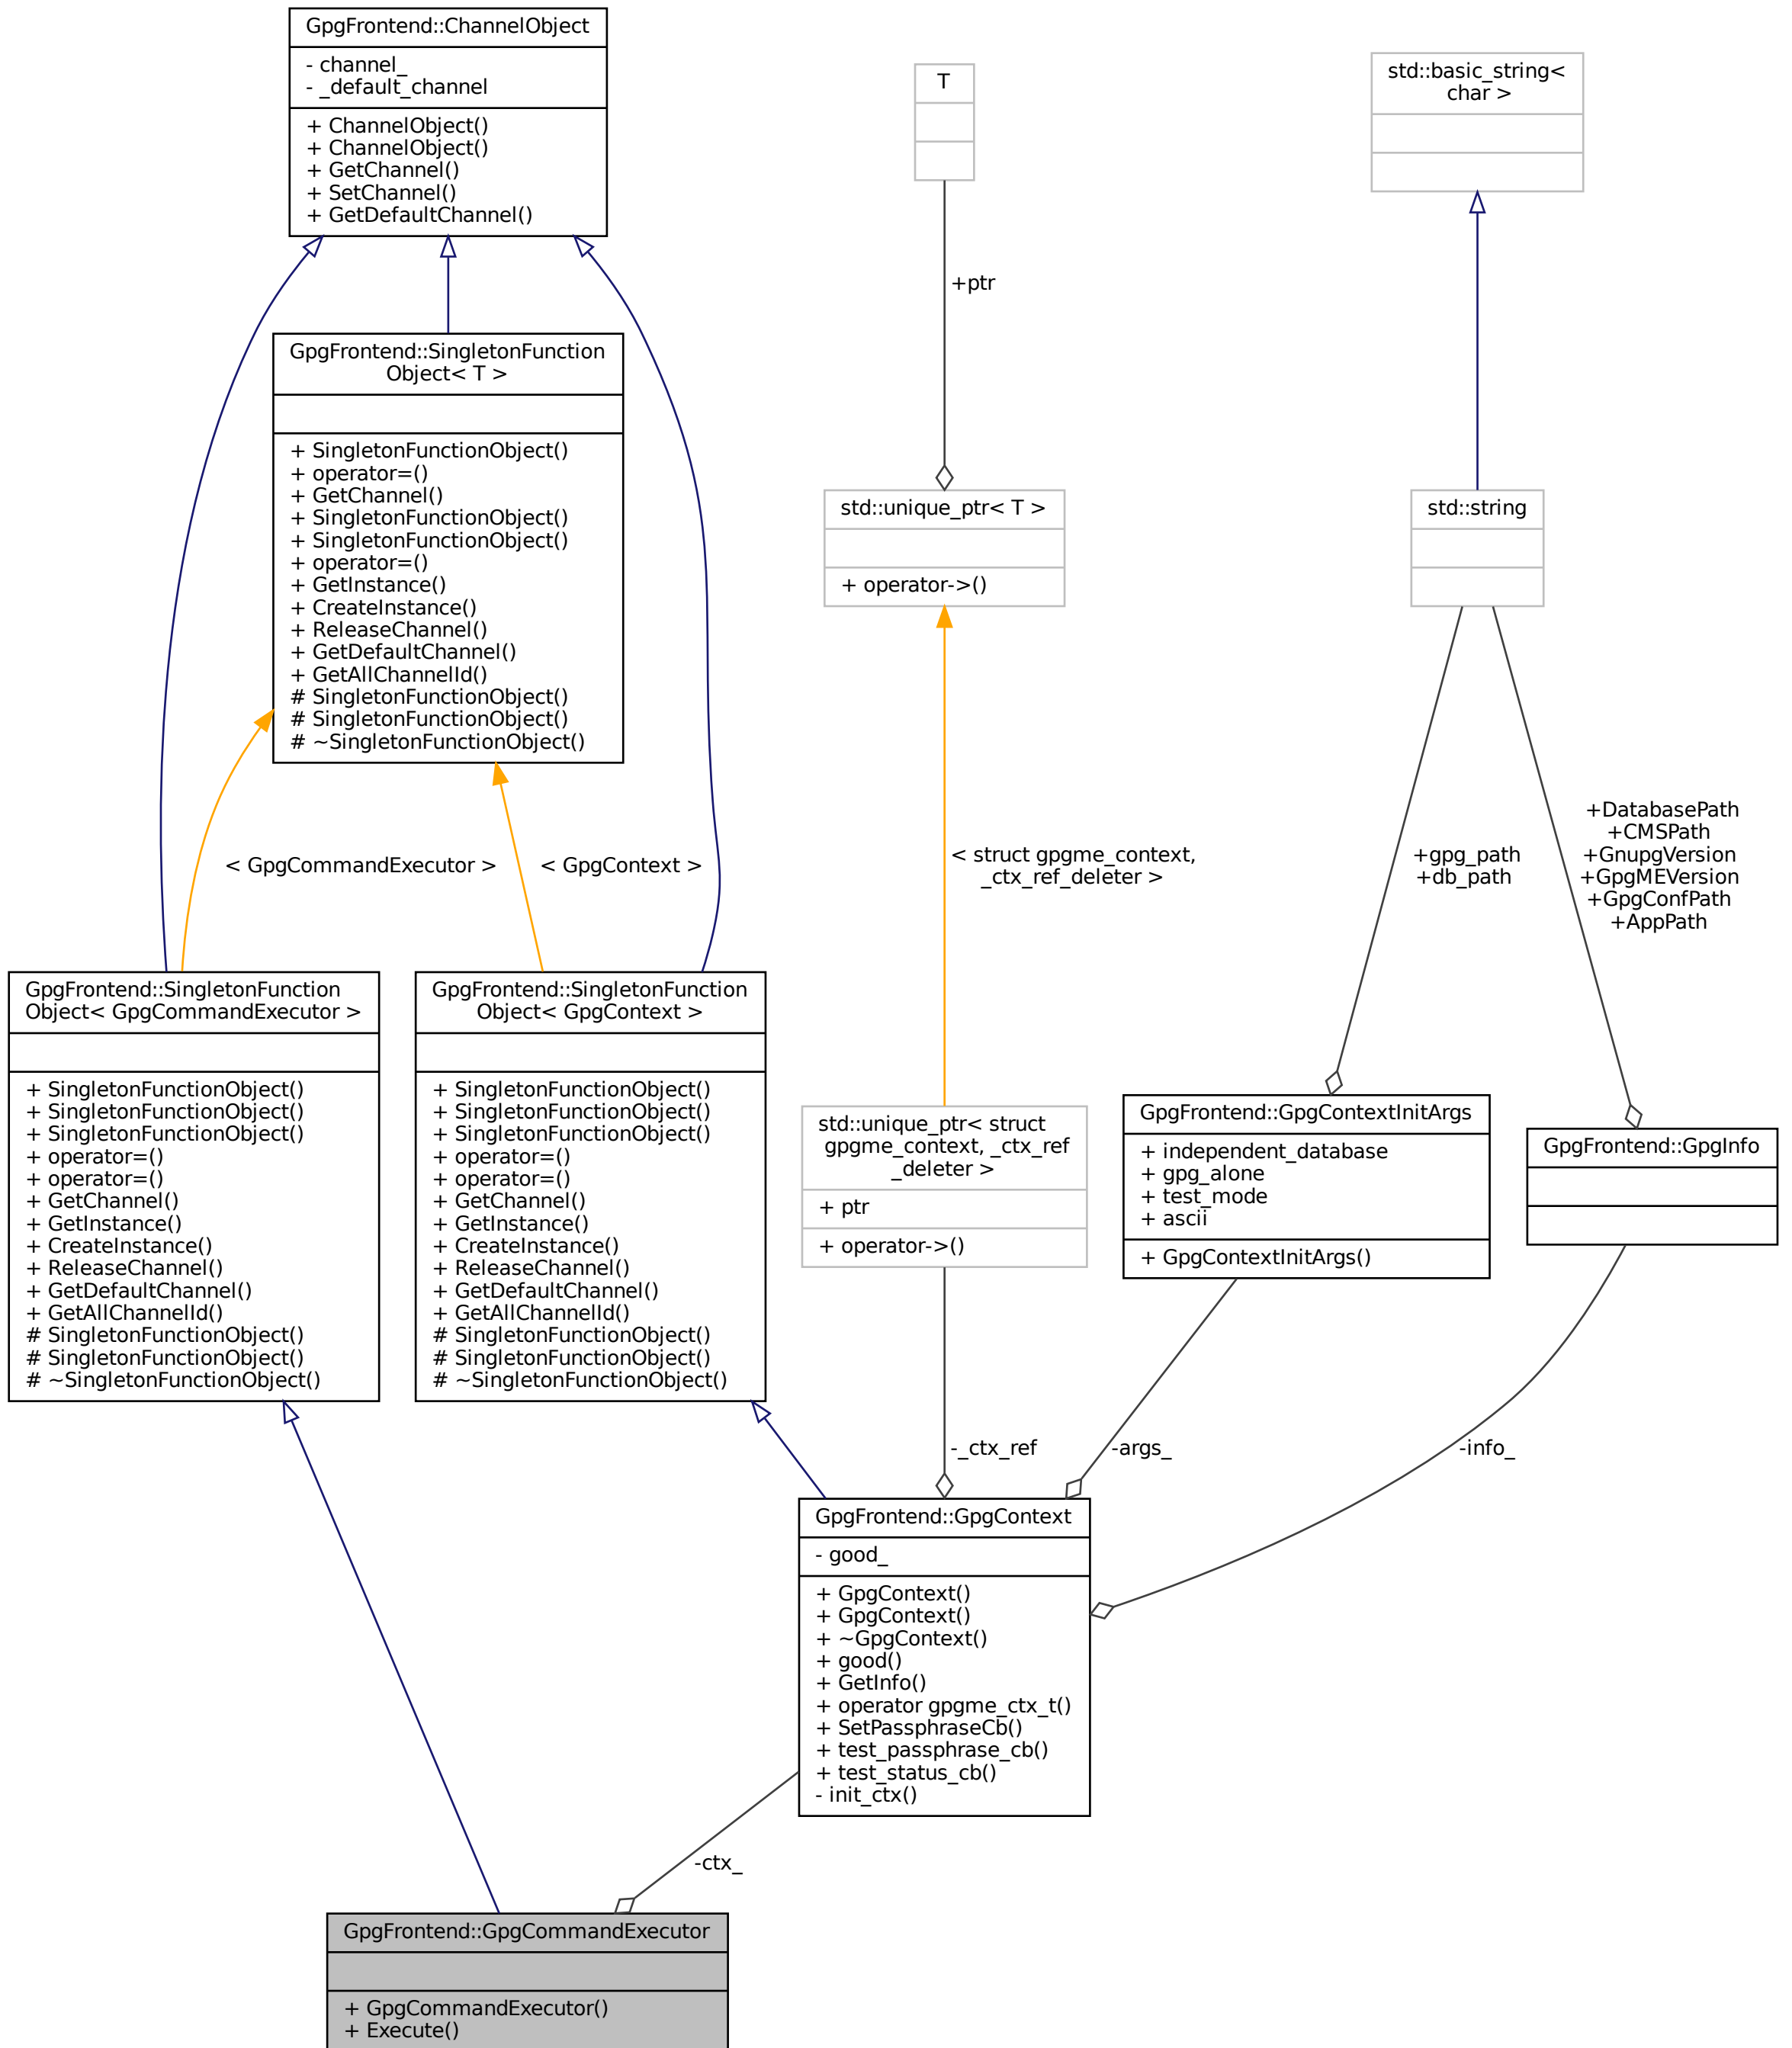 GpgFrontend::ChannelObject
- channel_
- _default_channel
+ ChannelObject()
+ ChannelObject()
+ GetChannel()
+ SetChannel()
+ GetDefaultChannel()
T
std::basic_string<
char >
+ptr
GpgFrontend::SingletonFunction
Object< T >
+ SingletonFunctionObject()
+ operator=()
+ GetChannel()
+ SingletonFunctionObject()
+ SingletonFunctionObject()
+ operator=()
+ GetInstance()
+ CreateInstance()
+ ReleaseChannel()
+ GetDefaultChannel()
+ GetAllChannelId()
# SingletonFunctionObject()
# SingletonFunctionObject()
# ~SingletonFunctionObject()
std::unique_ptr< T >
+ operator->()
std::string
< GpgCommandExecutor >
< GpgContext >
< struct gpgme_context,
_ctx_ref_deleter >
+gpg_path
+db_path
+DatabasePath
+CMSPath
+GnupgVersion
+GpgMEVersion
+GpgConfPath
+AppPath
GpgFrontend::SingletonFunction
Object< GpgCommandExecutor >
+ SingletonFunctionObject()
+ SingletonFunctionObject()
+ SingletonFunctionObject()
+ operator=()
+ operator=()
+ GetChannel()
+ GetInstance()
+ CreateInstance()
+ ReleaseChannel()
+ GetDefaultChannel()
+ GetAllChannelId()
# SingletonFunctionObject()
# SingletonFunctionObject()
# ~SingletonFunctionObject()
GpgFrontend::SingletonFunction
Object< GpgContext >
+ SingletonFunctionObject()
+ SingletonFunctionObject()
+ SingletonFunctionObject()
+ operator=()
+ operator=()
+ GetChannel()
+ GetInstance()
+ CreateInstance()
+ ReleaseChannel()
+ GetDefaultChannel()
+ GetAllChannelId()
# SingletonFunctionObject()
# SingletonFunctionObject()
# ~SingletonFunctionObject()
std::unique_ptr< struct
gpgme_context, _ctx_ref
_deleter >
+ ptr
+ operator->()
GpgFrontend::GpgContextInitArgs
+ independent_database
+ gpg_alone
+ test_mode
+ ascii
+ GpgContextInitArgs()
GpgFrontend::GpgInfo
-_ctx_ref
-args_
-info_
GpgFrontend::GpgContext
- good_
+ GpgContext()
+ GpgContext()
+ ~GpgContext()
+ good()
+ GetInfo()
+ operator gpgme_ctx_t()
+ SetPassphraseCb()
+ test_passphrase_cb()
+ test_status_cb()
- init_ctx()
-ctx_
GpgFrontend::GpgCommandExecutor
+ GpgCommandExecutor()
+ Execute()